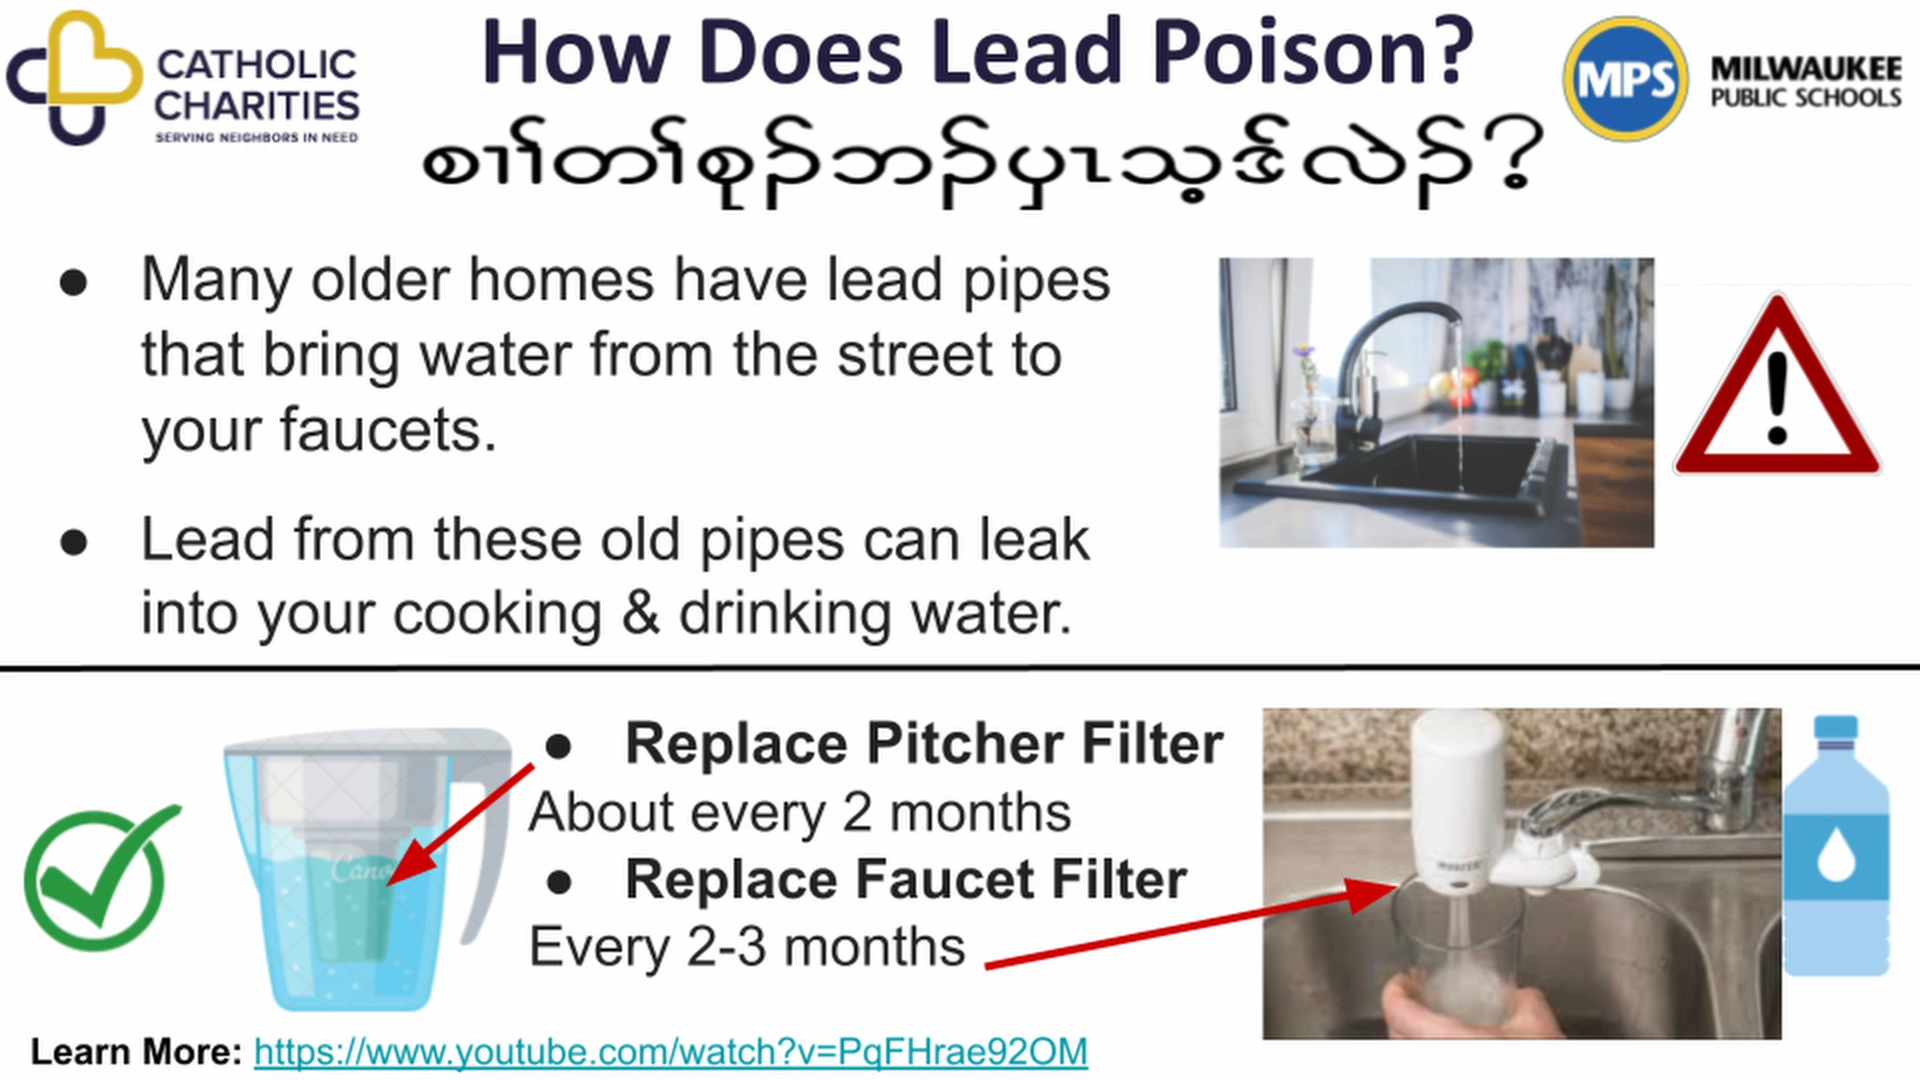 CATHOLIC
CHARITIES
SERVING NEIGHBORS IN NEED
How Does Lead Poison?
စၢၢ်တၢ်စုၣ်ဘၣ်ပှၤသ့ဒ်လဲၣ်?
MPS
MILWAUKEE
PUBLIC SCHOOLS
● Many older homes have lead pipes
that bring water from the street to
your faucets.
● Lead from these old pipes can leak
into your cooking & drinking water.
● Replace Pitcher Filter
About every 2 months
● Replace Faucet Filter
Every 2-3 months
Learn More: https://www.youtube.com/watch?v=PqFHrae92OM